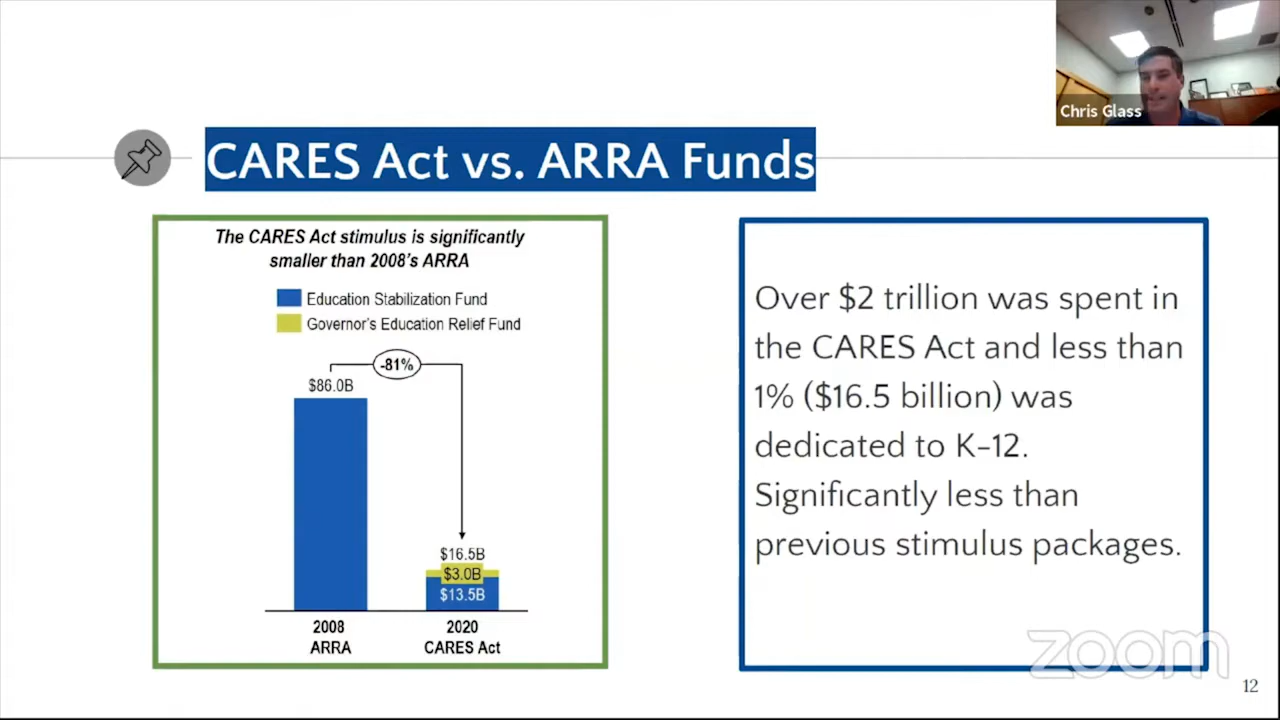 Chris Glass
CARES Act vs. ARRA Funds
The CARES Act stimulus is significantly
smaller than 2008's ARRA
Education Stabilization Fund
Governor's Education Relief Fund
-81%
$86.0B
$16.5B
$3.0B
$13.5B
2008
ARRA
2020
CARES Act
Over $2 trillion was spent in
the CARES Act and less than
1% ($16.5 billion) was
dedicated to K-12.
Significantly less than
previous stimulus packages.
zoom
12